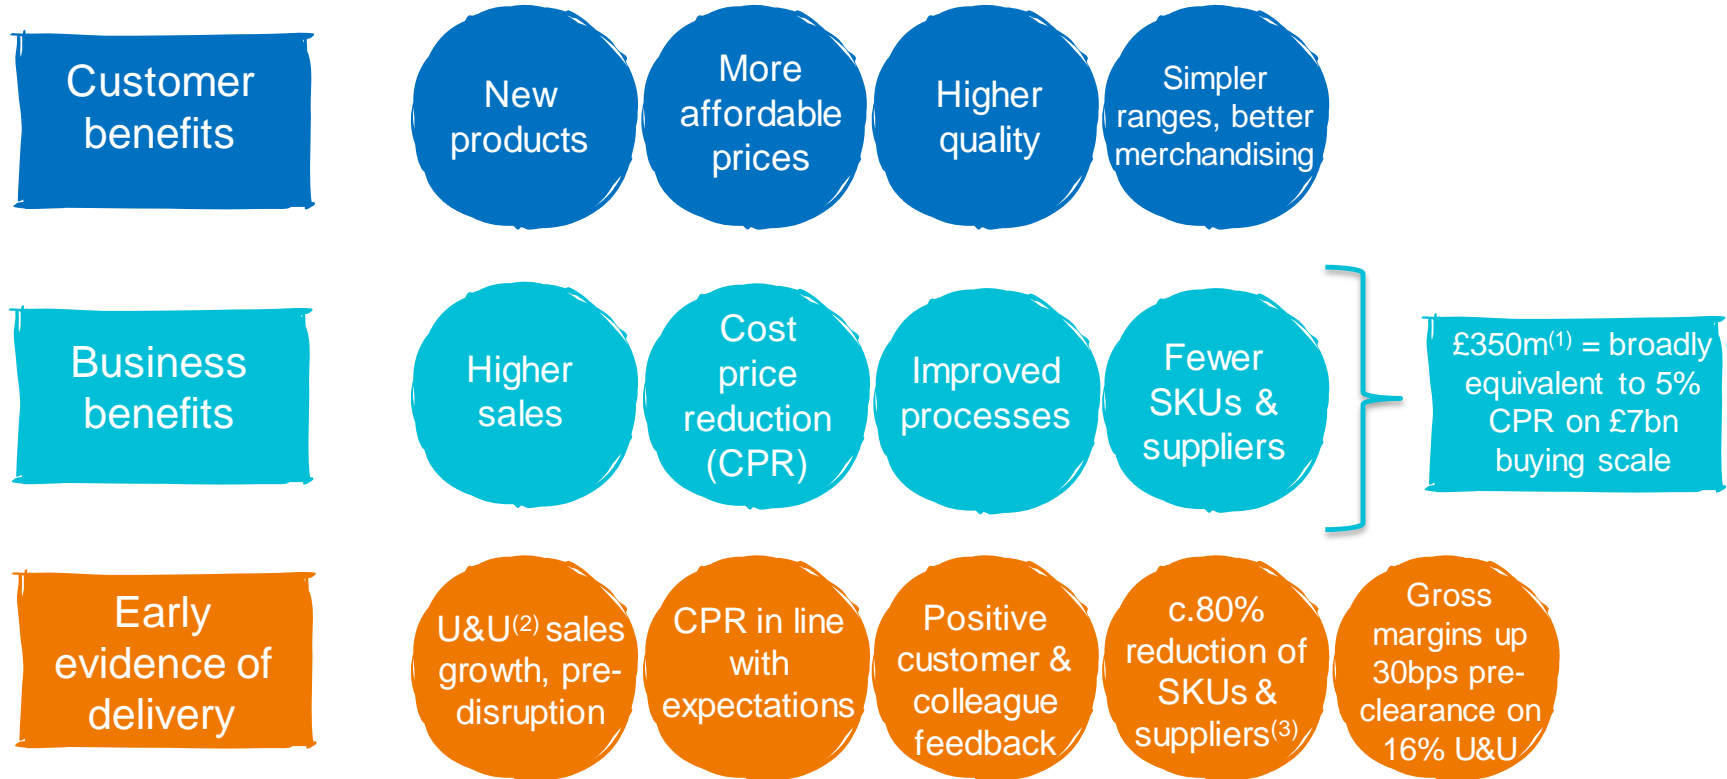 Customer
benefits
New
products
More
affordable
prices
Higher
quality
Simpler
ranges, better
merchandising
Business
benefits
Higher
sales
Cost
price
reduction
(CPR)
Improved
processes
Fewer
SKUs &
suppliers
£350m(1) = broadly
equivalent to 5%
CPR on £7bn
buying scale
Early
evidence of
delivery
U&U(2) sales
growth, pre-
disruption
CPR in line
with
expectations
Positive
customer &
colleague
feedback
c.80%
reduction of
SKUs &
suppliers(3)
Gross
margins up
30bps pre-
clearance on
16% U&U